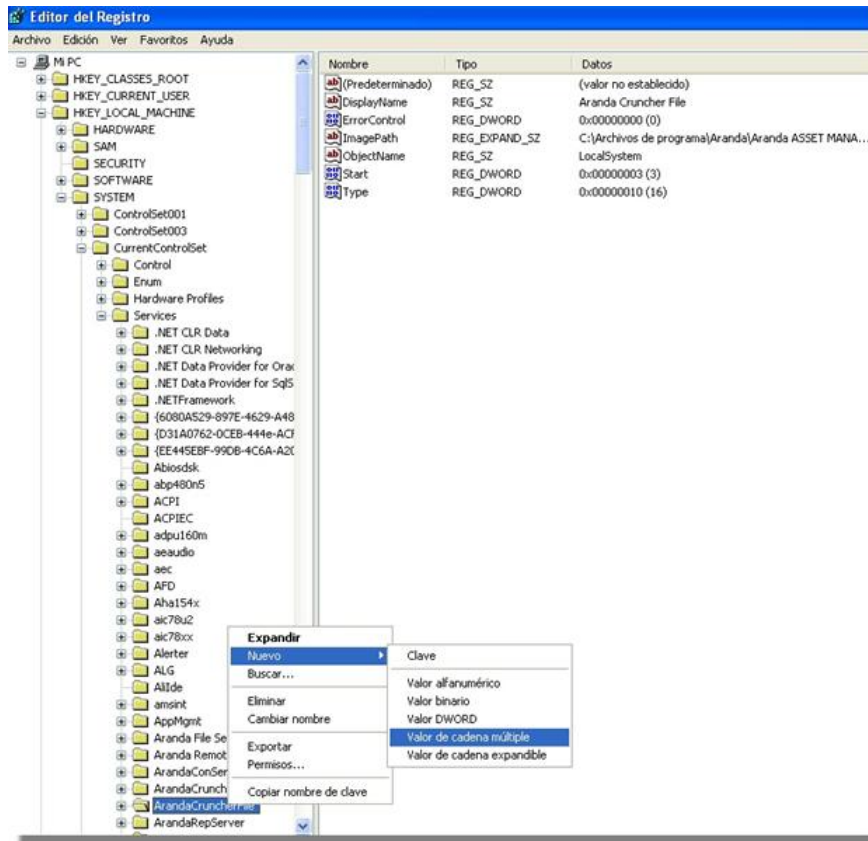 Editor del Registro
Archivo Edición Ver Favoritos Ayuda
Mi PC
HKEY_CLASSES_ROOT
HKEY_CURRENT_USER
HKEY_LOCAL_MACHINE
HARDWARE
SAM
SECURITY
SOFTWARE
SYSTEM
ControlSet001
ControlSet003
CurrentControlSet
Control
Enum
Hardware Profiles
Services
.NET CLR Data
.NET CLR Networking
.NET Data Provider for Orac
.NET Data Provider for SqlS
.NETFramework
{6080A529-897E-4629-A48
{D31A0762-0CEB-444e-ACF
{EE445EBF-99DB-4C6A-A20
Abiosdsk
abp480n5
ACPI
ACPIEC
adpu160m
aeaudio
aec
AFD
Aha154x
aic78u2
aic78xx
Alerter
ALG
AliIde
amsint
AppMgmt
Aranda File Se
Aranda Remot
ArandaConSer
ArandaCrunch
ArandaCruncherFile
ArandaRepServer
Nombre Tipo Datos
(Predeterminado) REG_SZ (valor no establecido)
DisplayName REG_SZ Aranda Cruncher File
ErrorControl REG_DWORD 0x00000000 (0)
ImagePath REG_EXPAND_SZ C:\Archivos de programa\Aranda\Aranda ASSET MANA...
ObjectName REG_SZ LocalSystem
Start REG_DWORD 0x00000003 (3)
Type REG_DWORD 0x00000010 (16)
Expandir
Nuevo
Buscar...
Eliminar
Cambiar nombre
Exportar
Permisos...
Copiar nombre de clave
Clave
Valor alfanumérico
Valor binario
Valor DWORD
Valor de cadena múltiple
Valor de cadena expandible